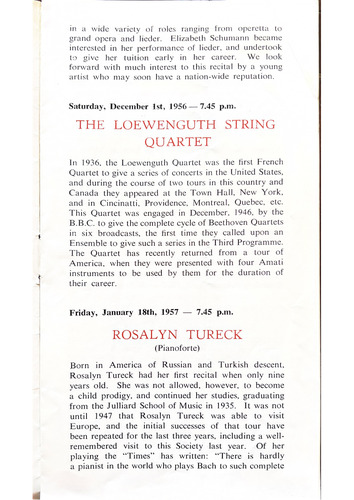 in a wide variety of roles ranging from operetta to
grand opera and lieder. Elizabeth Schumann became
interested in her performance of lieder, and undertook
to give her tuition early in her career. We look
forward with much interest to this recital by a young
artist who may soon have a nation-wide reputation.
Saturday, December 1st, 1956 — 7.45 p.m.
THE LOEWENGUTH STRING
QUARTET
In 1936, the Loewenguth Quartet was the first French
Quartet to give a series of concerts in the United States,
and during the course of two tours in this country and
Canada they appeared at the Town Hall, New York,
and in Cincinatti, Providence, Montreal, Quebec, etc.
This Quartet was engaged in December, 1946, by the
B.B.C. to give the complete cycle of Beethoven Quartets
in six broadcasts, the first time they called upon an
Ensemble to give such a series in the Third Programme.
The Quartet has recently returned from a tour of
America, when they were presented with four Amati
instruments to be used by them for the duration of
their career.
Friday, January 18th, 1957 — 7.45 p.m.
ROSALYN TURECK
(Pianoforte)
Born in America of Russian and Turkish descent,
Rosalyn Tureck had her first recital when only nine
years old. She was not allowed, however, to become
a child prodigy, and continued her studies, graduating
from the Julliard School of Music in 1935. It was not
until 1947 that Rosalyn Tureck was able to visit
Europe, and the initial successes of that tour have
been repeated for the last three years, including a well-
remembered visit to this Society last year. Of her
playing the "Times" has written: "There is hardly
a pianist in the world who plays Bach to such complete